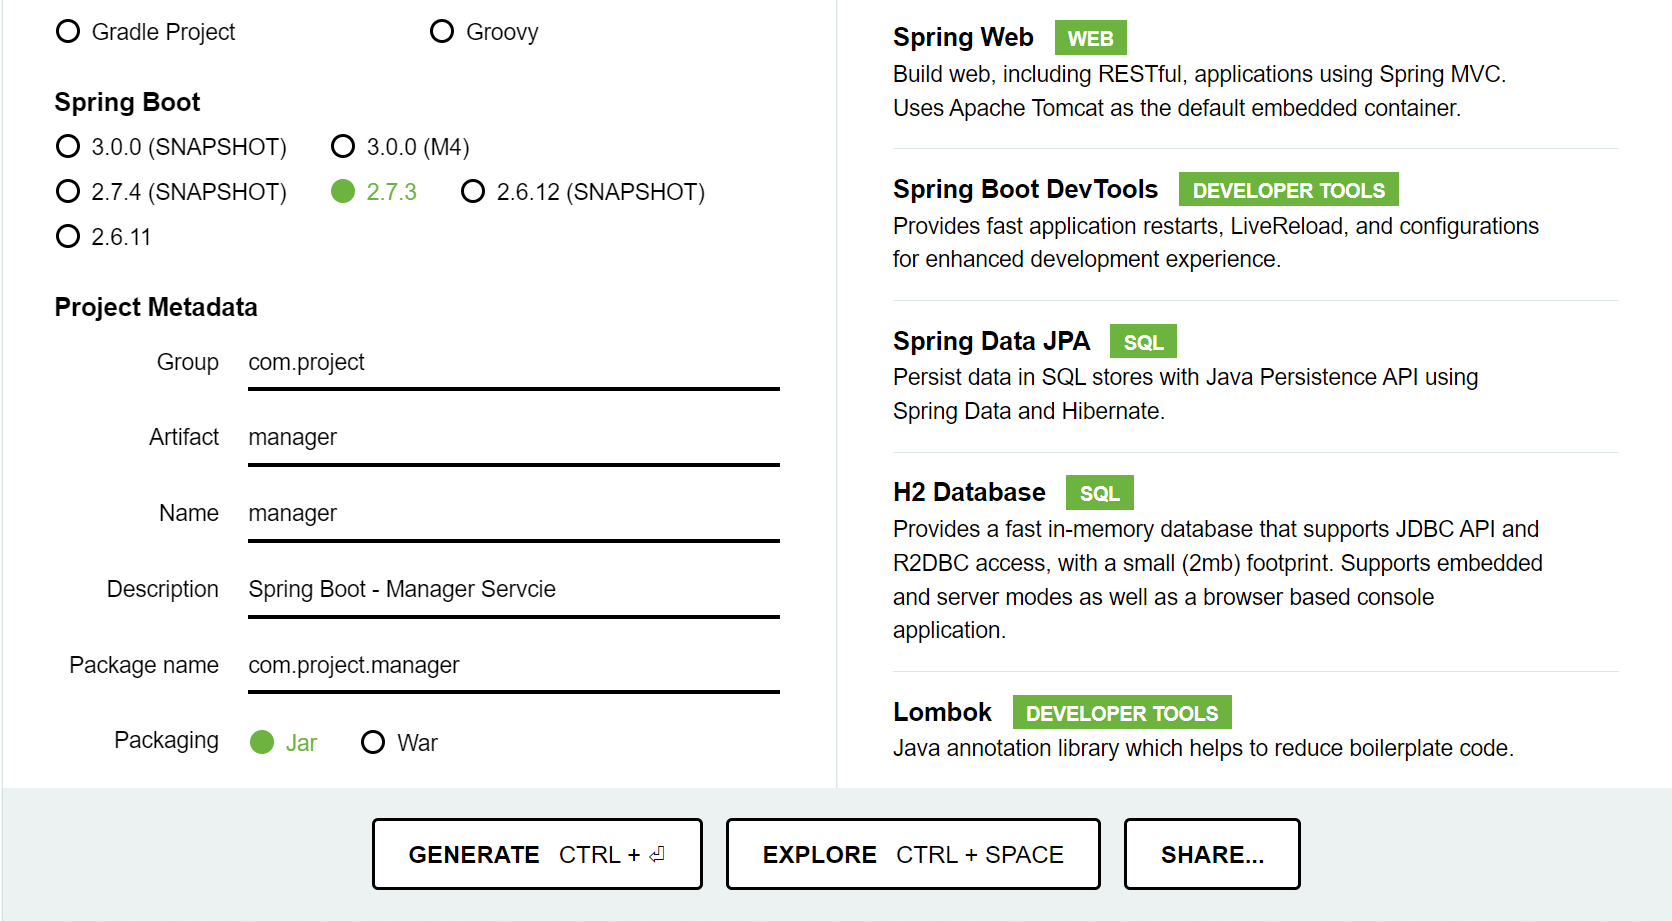 Gradle Project
Groovy
Spring Boot
3.0.0 (SNAPSHOT)
3.0.0 (M4)
2.7.4 (SNAPSHOT)
2.7.3
2.6.12 (SNAPSHOT)
2.6.11
Project Metadata
Group com.project
Artifact manager
Name manager
Description Spring Boot - Manager Servcie
Package name com.project.manager
Packaging Jar War
Spring Web WEB
Build web, including RESTful, applications using Spring MVC.
Uses Apache Tomcat as the default embedded container.
Spring Boot DevTools DEVELOPER TOOLS
Provides fast application restarts, LiveReload, and configurations
for enhanced development experience.
Spring Data JPA SQL
Persist data in SQL stores with Java Persistence API using
Spring Data and Hibernate.
H2 Database SQL
Provides a fast in-memory database that supports JDBC API and
R2DBC access, with a small (2mb) footprint. Supports embedded
and server modes as well as a browser based console
application.
Lombok DEVELOPER TOOLS
Java annotation library which helps to reduce boilerplate code.
GENERATE CTRL + ⏎
EXPLORE CTRL + SPACE
SHARE...